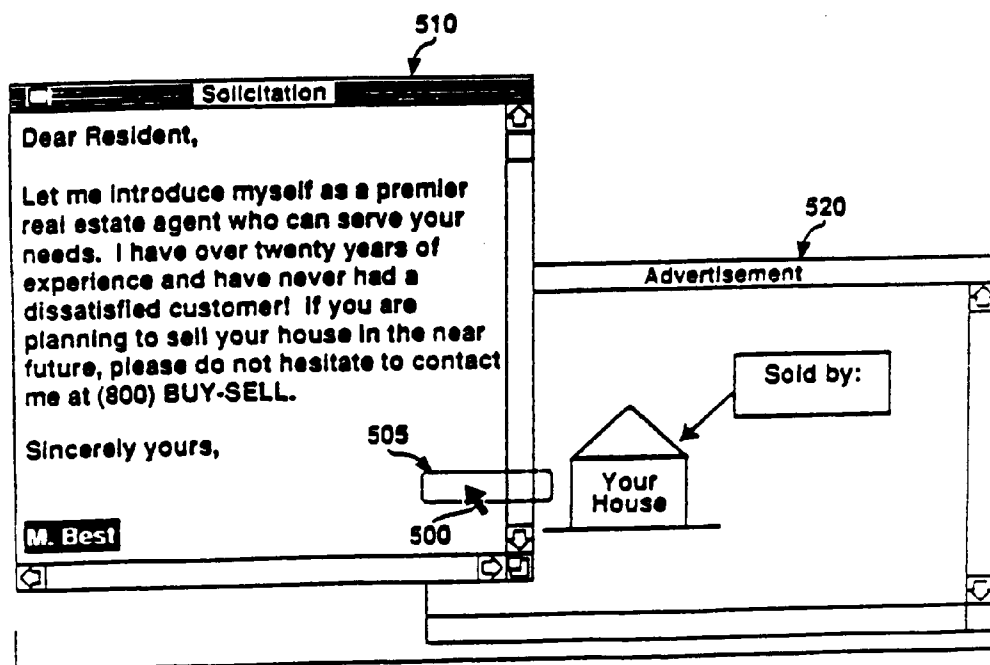 510
Solicitation
Dear Resident,
Let me introduce myself as a premier
real estate agent who can serve your
needs. I have over twenty years of
experience and have never had a
dissatisfied customer! If you are
planning to sell your house in the near
future, please do not hesitate to contact
me at (800) BUY-SELL.
Sincerely yours,
505
500
M. Best
520
Advertisement
Sold by:
Your
House